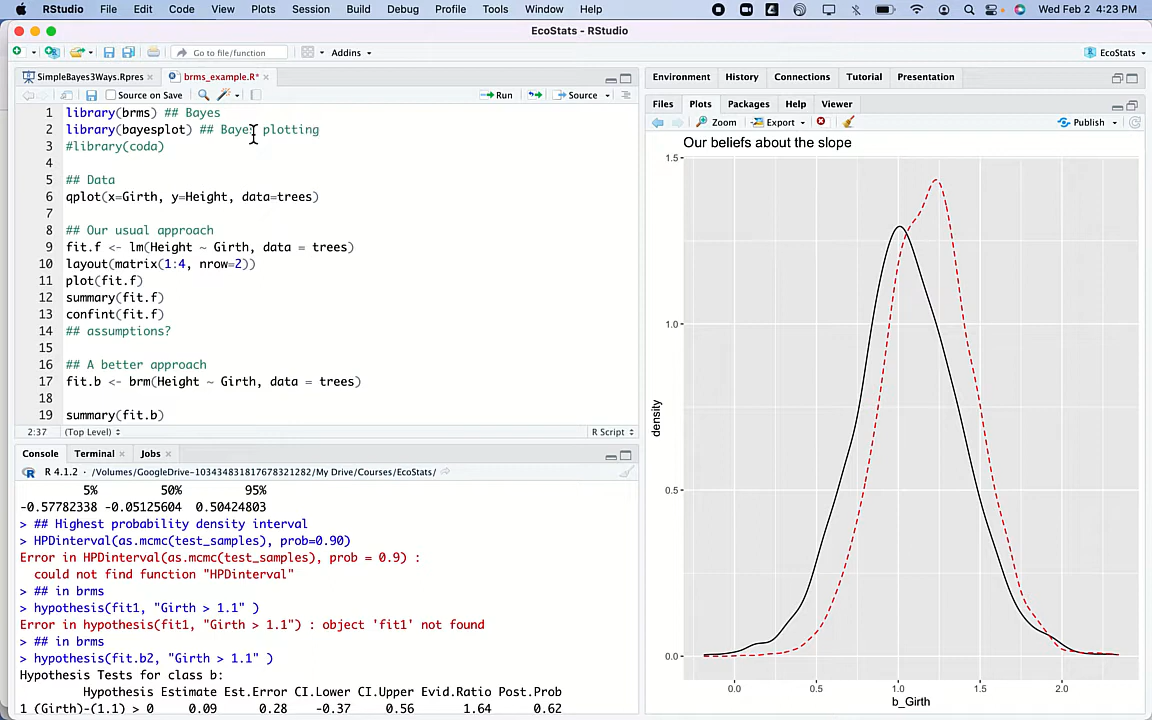 RStudio File Edit Code View Plots Session Build Debug Profile Tools Window Help Wed Feb 2 4:23 PM
EcoStats - RStudio
Go to file/function Addins EcoStats
SimpleBayes3Ways.Rpres brms_example.R*
Source on Save Run Source
1 library(brms) ## Bayes
2 library(bayesplot) ## Bayes plotting
3 #library(coda)
4
5 ## Data
6 qplot(x=Girth, y=Height, data=trees)
7
8 ## Our usual approach
9 fit.f <- lm(Height ~ Girth, data = trees)
10 layout(matrix(1:4, nrow=2))
11 plot(fit.f)
12 summary(fit.f)
13 confint(fit.f)
14 ## assumptions?
15
16 ## A better approach
17 fit.b <- brm(Height ~ Girth, data = trees)
18
19 summary(fit.b)
2:37 (Top Level) R Script
Console Terminal Jobs
R 4.1.2 · /Volumes/GoogleDrive-103434831817678321282/My Drive/Courses/EcoStats/
5% 50% 95%
-0.57782338 -0.05125604 0.50424803
> ## Highest probability density interval
> HPDinterval(as.mcmc(test_samples), prob=0.90)
Error in HPDinterval(as.mcmc(test_samples), prob = 0.9) :
could not find function "HPDinterval"
> ## in brms
> hypothesis(fit1, "Girth > 1.1" )
Error in hypothesis(fit1, "Girth > 1.1") : object 'fit1' not found
> ## in brms
> hypothesis(fit.b2, "Girth > 1.1" )
Hypothesis Tests for class b:
Hypothesis Estimate Est.Error CI.Lower CI.Upper Evid.Ratio Post.Prob
1 (Girth)-(1.1) > 0 0.09 0.28 -0.37 0.56 1.64 0.62
Environment History Connections Tutorial Presentation
Files Plots Packages Help Viewer
Zoom Export Publish
Our beliefs about the slope
1.5
1.0
0.5
0.0
density
0.0 0.5 1.0 1.5 2.0
b_Girth